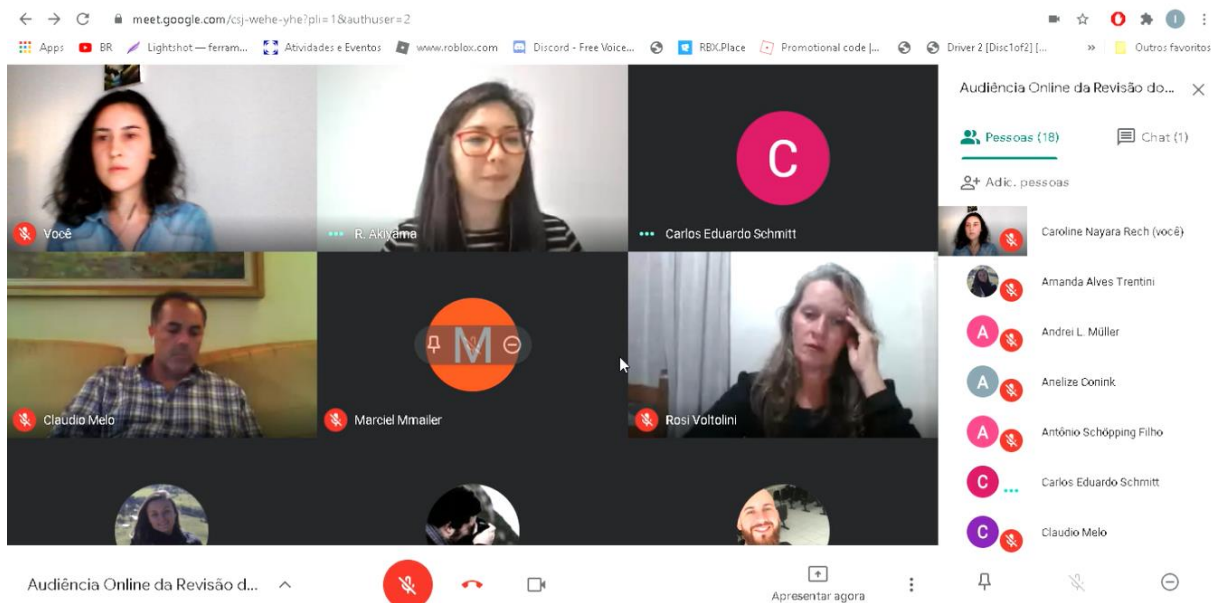 meet.google.com/csj-wehe-yhe?pli=1&authuser=2
Apps
BR
Lightshot — ferram...
Atividades e Eventos
www.roblox.com
Discord - Free Voice...
RBX.Place
Promotional code |...
Driver 2 [Disc1of2] [...
»
Outros favoritos
I
Você
R. Akiyama
C
Carlos Eduardo Schmitt
Claudio Melo
M
Marciel Mmailer
Rosi Voltolini
Audiência Online da Revisão do...
Pessoas (18)
Chat (1)
Adic. pessoas
Caroline Nayara Rech (você)
Amanda Alves Trentini
A
Andrei L. Müller
A
Anelize Conink
A
Antônio Schöpping Filho
C
Carlos Eduardo Schmitt
C
Claudio Melo
Audiência Online da Revisão d...
Apresentar agora